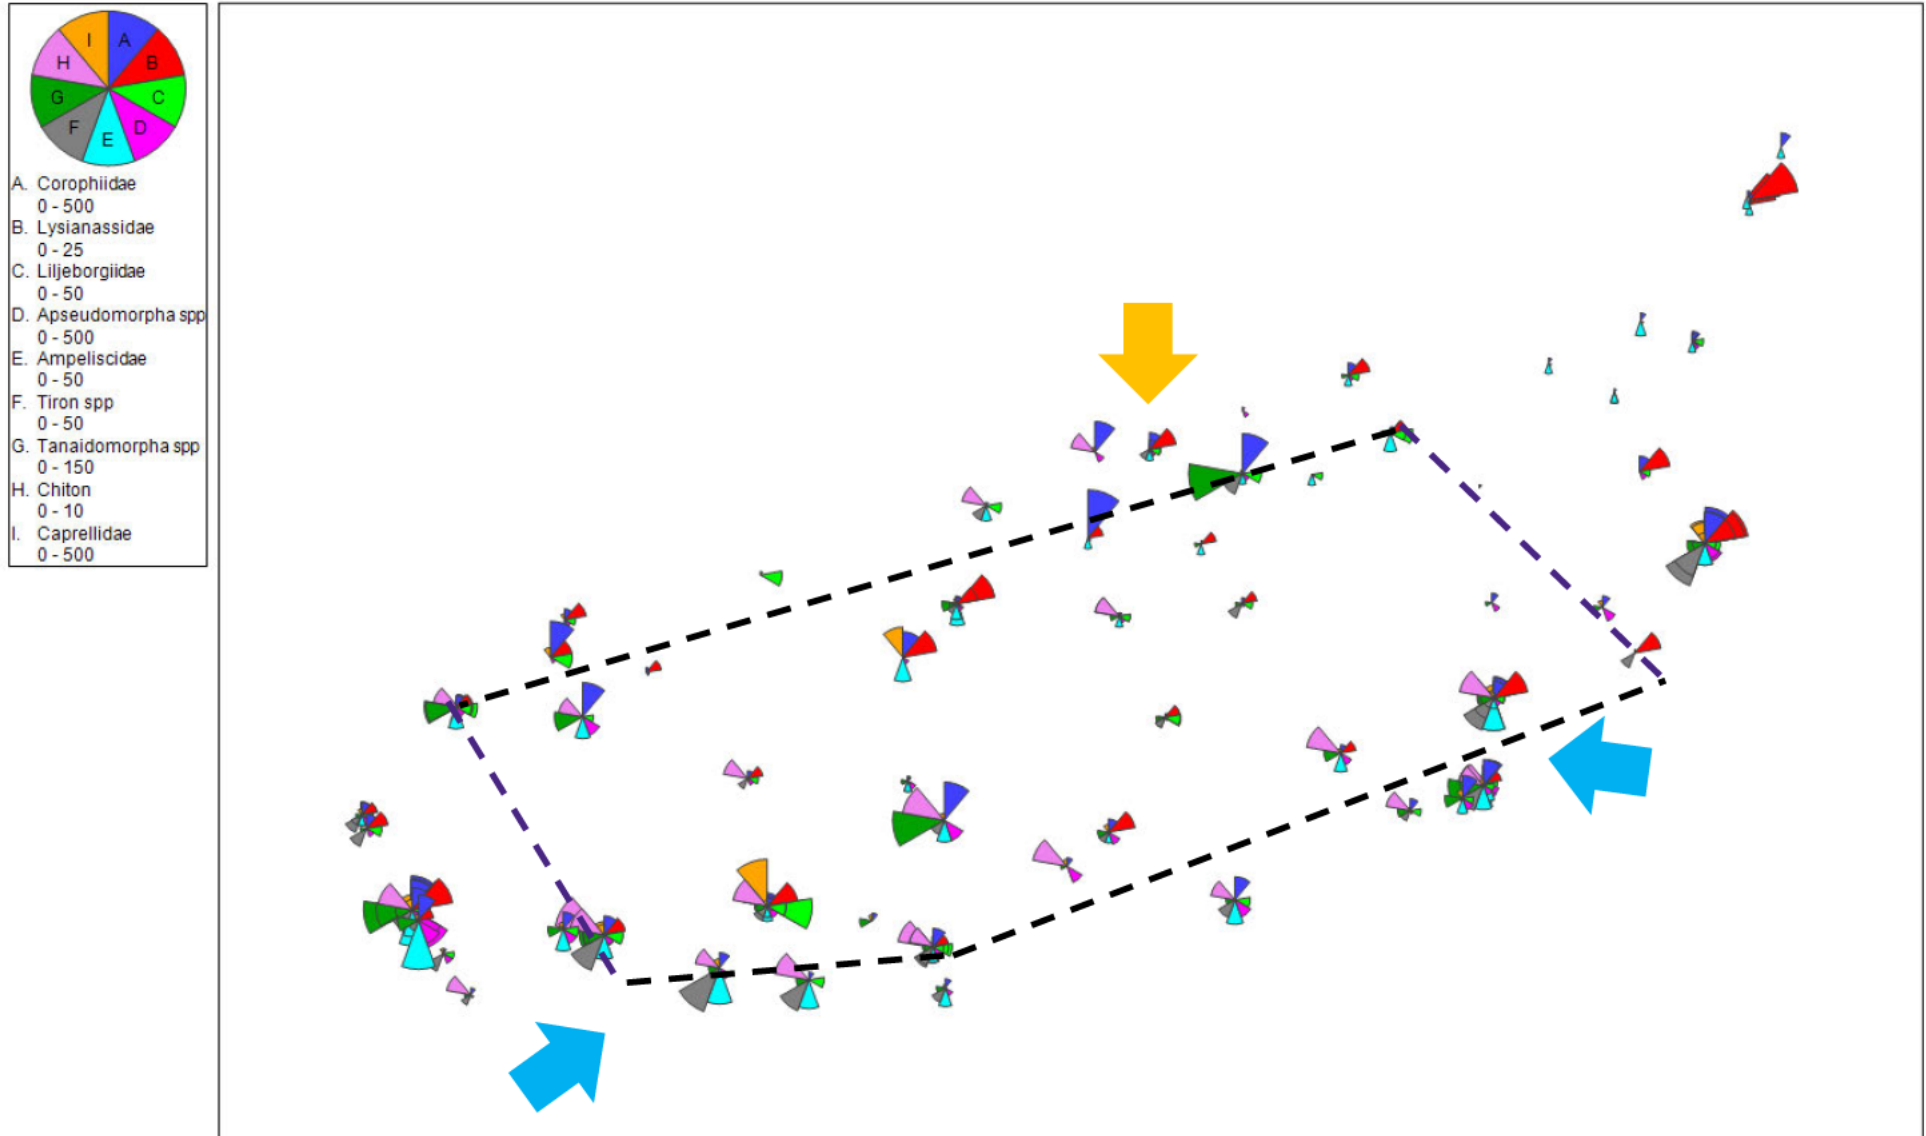 I
A
H
B
G
C
F
D
E
A. Corophiidae
0 - 500
B. Lysianassidae
0 - 25
C. Liljeborgiidae
0 - 50
D. Apseudomorpha spp
0 - 500
E. Ampeliscidae
0 - 50
F. Tiron spp
0 - 50
G. Tanaidomorpha spp
0 - 150
H. Chiton
0 - 10
I. Caprellidae
0 - 500